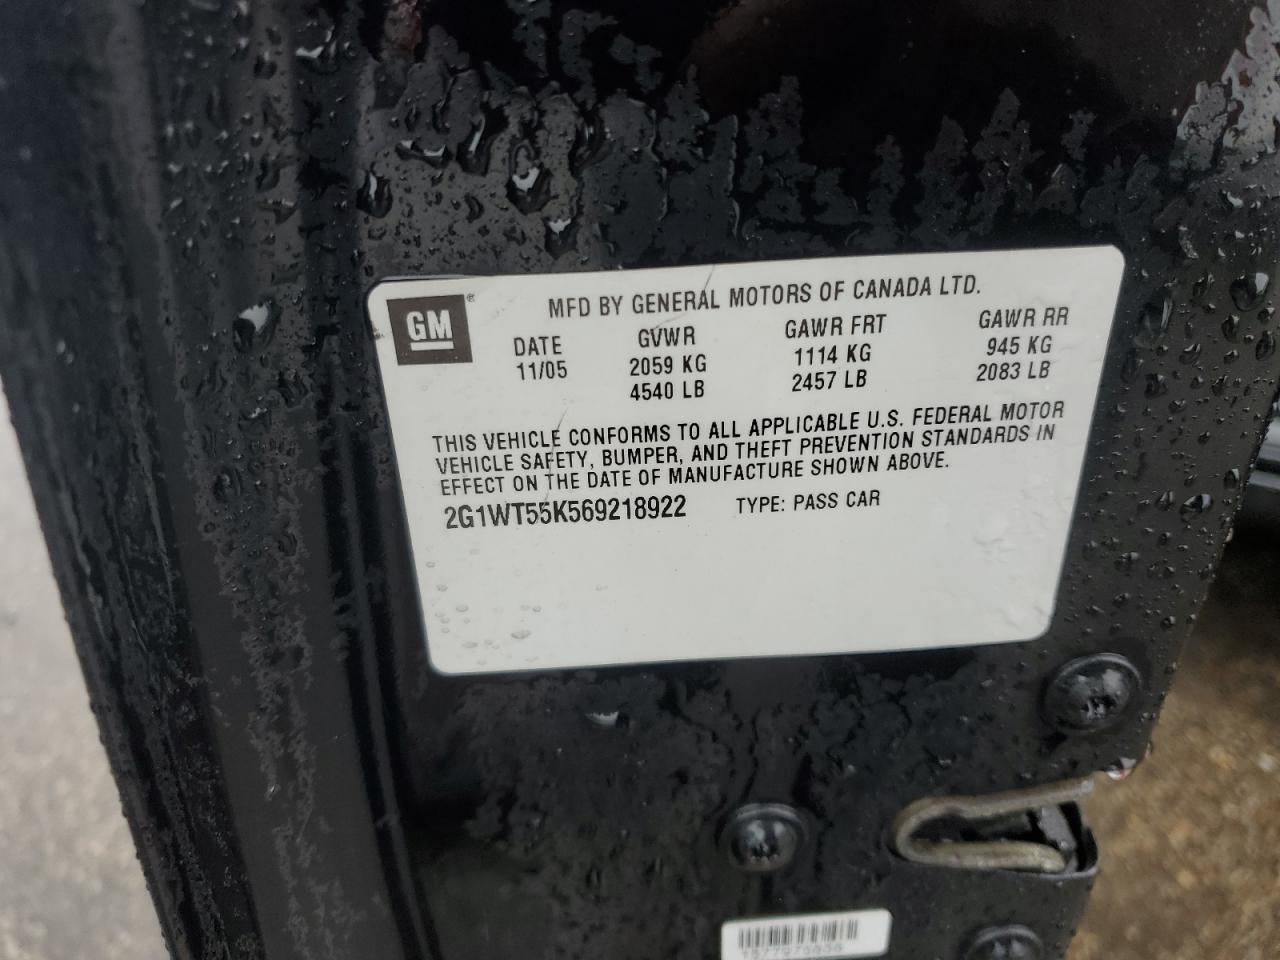 GM®
MFD BY GENERAL MOTORS OF CANADA LTD.
DATE GVWR GAWR FRT GAWR RR
11/05 2059 KG 1114 KG 945 KG
4540 LB 2457 LB 2083 LB
THIS VEHICLE CONFORMS TO ALL APPLICABLE U.S. FEDERAL MOTOR
VEHICLE SAFETY, BUMPER, AND THEFT PREVENTION STANDARDS IN
EFFECT ON THE DATE OF MANUFACTURE SHOWN ABOVE.
2G1WT55K569218922 TYPE: PASS CAR